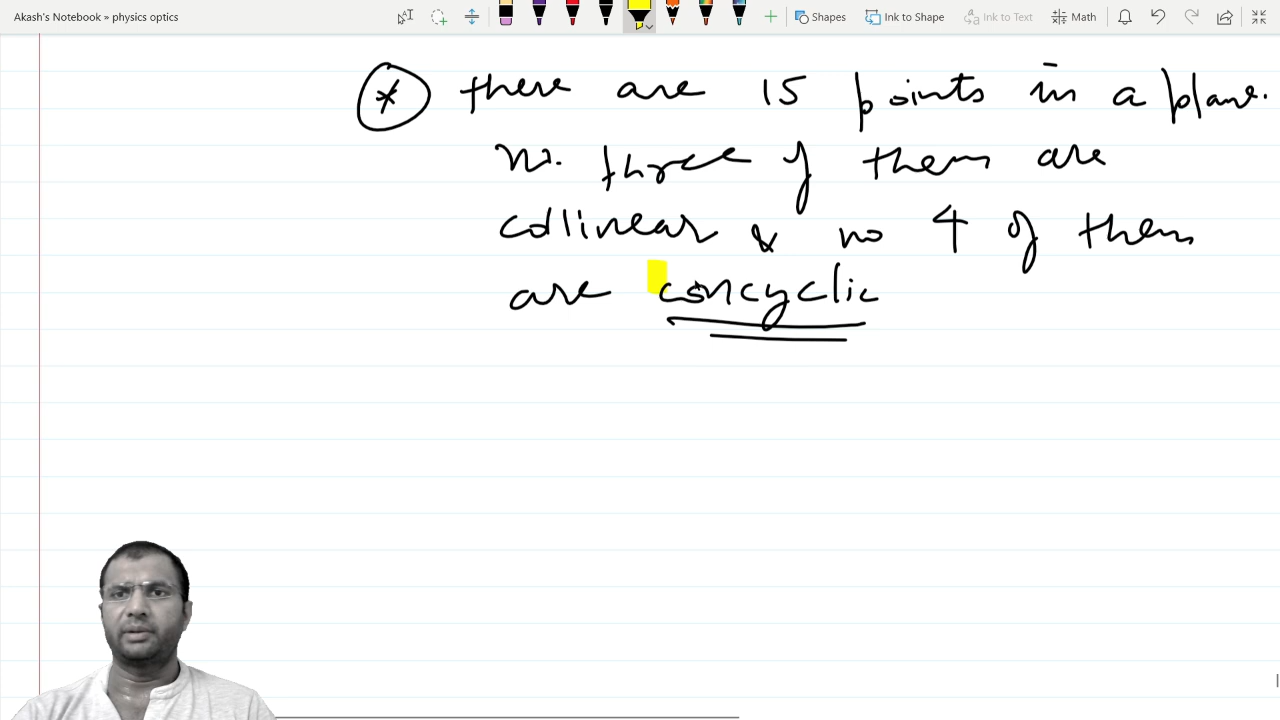 Akash's Notebook » physics optics
Shapes Ink to Shape Ink to Text Math
there are 15 points in a plane.
no. three of them are
collinear & no 4 of them
are concyclic